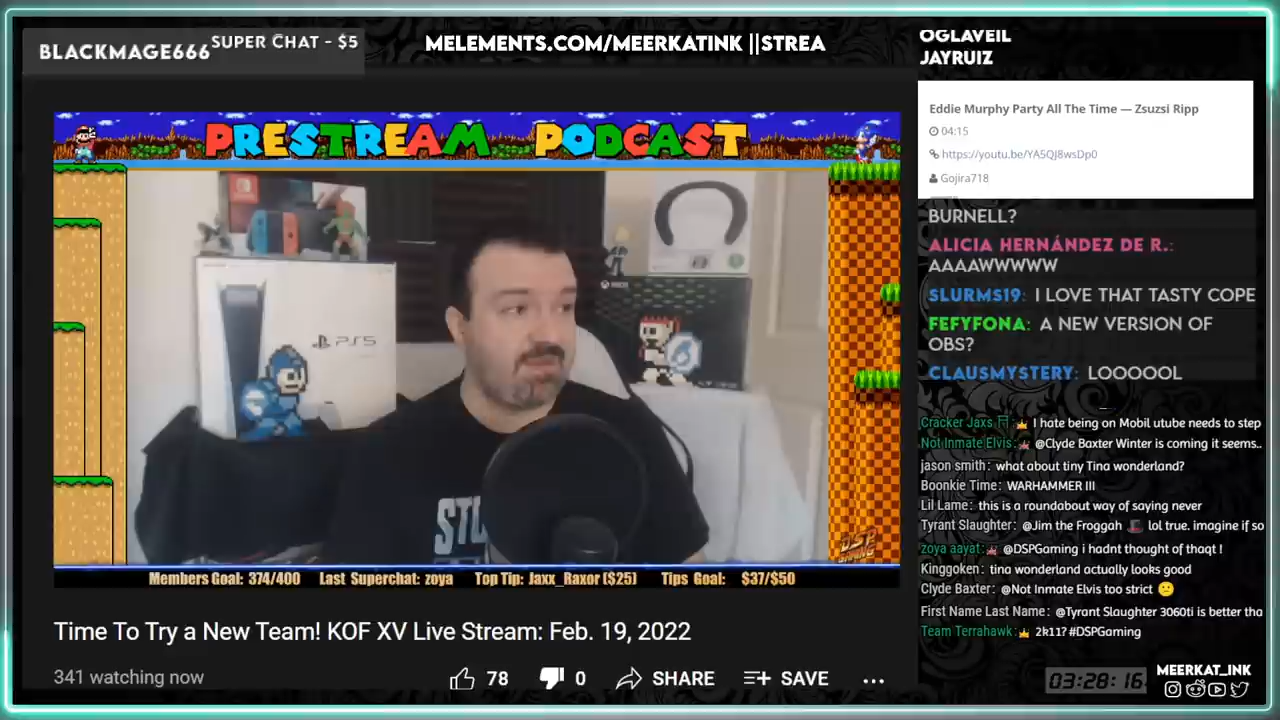 BLACKMAGE666 SUPER CHAT - $5
MELEMENTS.COM/MEERKATINK ||STREA
OGLAVEIL
JAYRUIZ
Eddie Murphy Party All The Time — Zsuzsi Ripp
04:15
https://youtu.be/YA5QJ8wsDp0
Gojira718
BURNELL?
ALICIA HERNÁNDEZ DE R.:
AAAAWWWWW
SLURMS19: I LOVE THAT TASTY COPE
FEFYFONA: A NEW VERSION OF
OBS?
CLAUSMYSTERY: LOOOOOL
Cracker Jaxs: I hate being on Mobil utube needs to step
Not Inmate Elvis: @Clyde Baxter Winter is coming it seems..
jason smith: what about tiny Tina wonderland?
Boonkie Time: WARHAMMER III
Lil Lame: this is a roundabout way of saying never
Tyrant Slaughter: @Jim the Froggah lol true. imagine if so
zoya aayat: @DSPGaming i hadnt thought of thaqt !
Kinggoken: tina wonderland actually looks good
Clyde Baxter: @Not Inmate Elvis too strict
First Name Last Name: @Tyrant Slaughter 3060ti is better tha
Team Terrahawk: 2k11? #DSPGaming
03:28:16
MEERKAT_INK
PRESTREAM PODCAST
PS5
XBOX
STU
DSP
GAMING
Members Goal: 374/400 Last Superchat: zoya Top Tip: Jaxx_Raxor ($25) Tips Goal: $37/$50
Time To Try a New Team! KOF XV Live Stream: Feb. 19, 2022
341 watching now
78
0
SHARE
SAVE